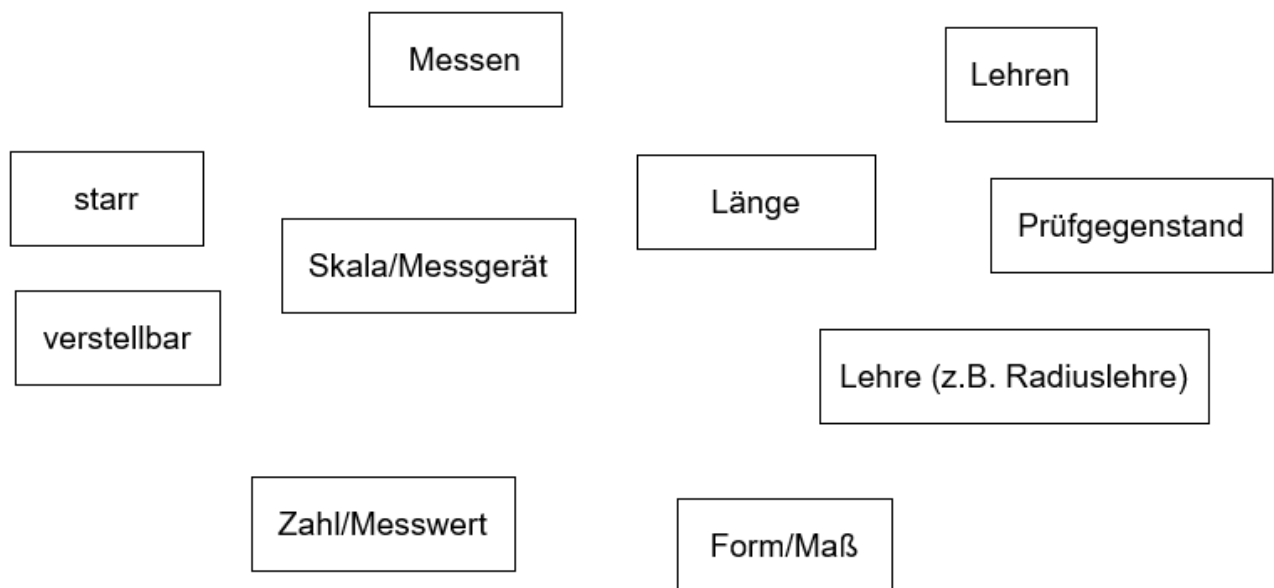 Messen
Lehren
starr
Länge
Prüfgegenstand
Skala/Messgerät
verstellbar
Lehre (z.B. Radiuslehre)
Zahl/Messwert
Form/Maß